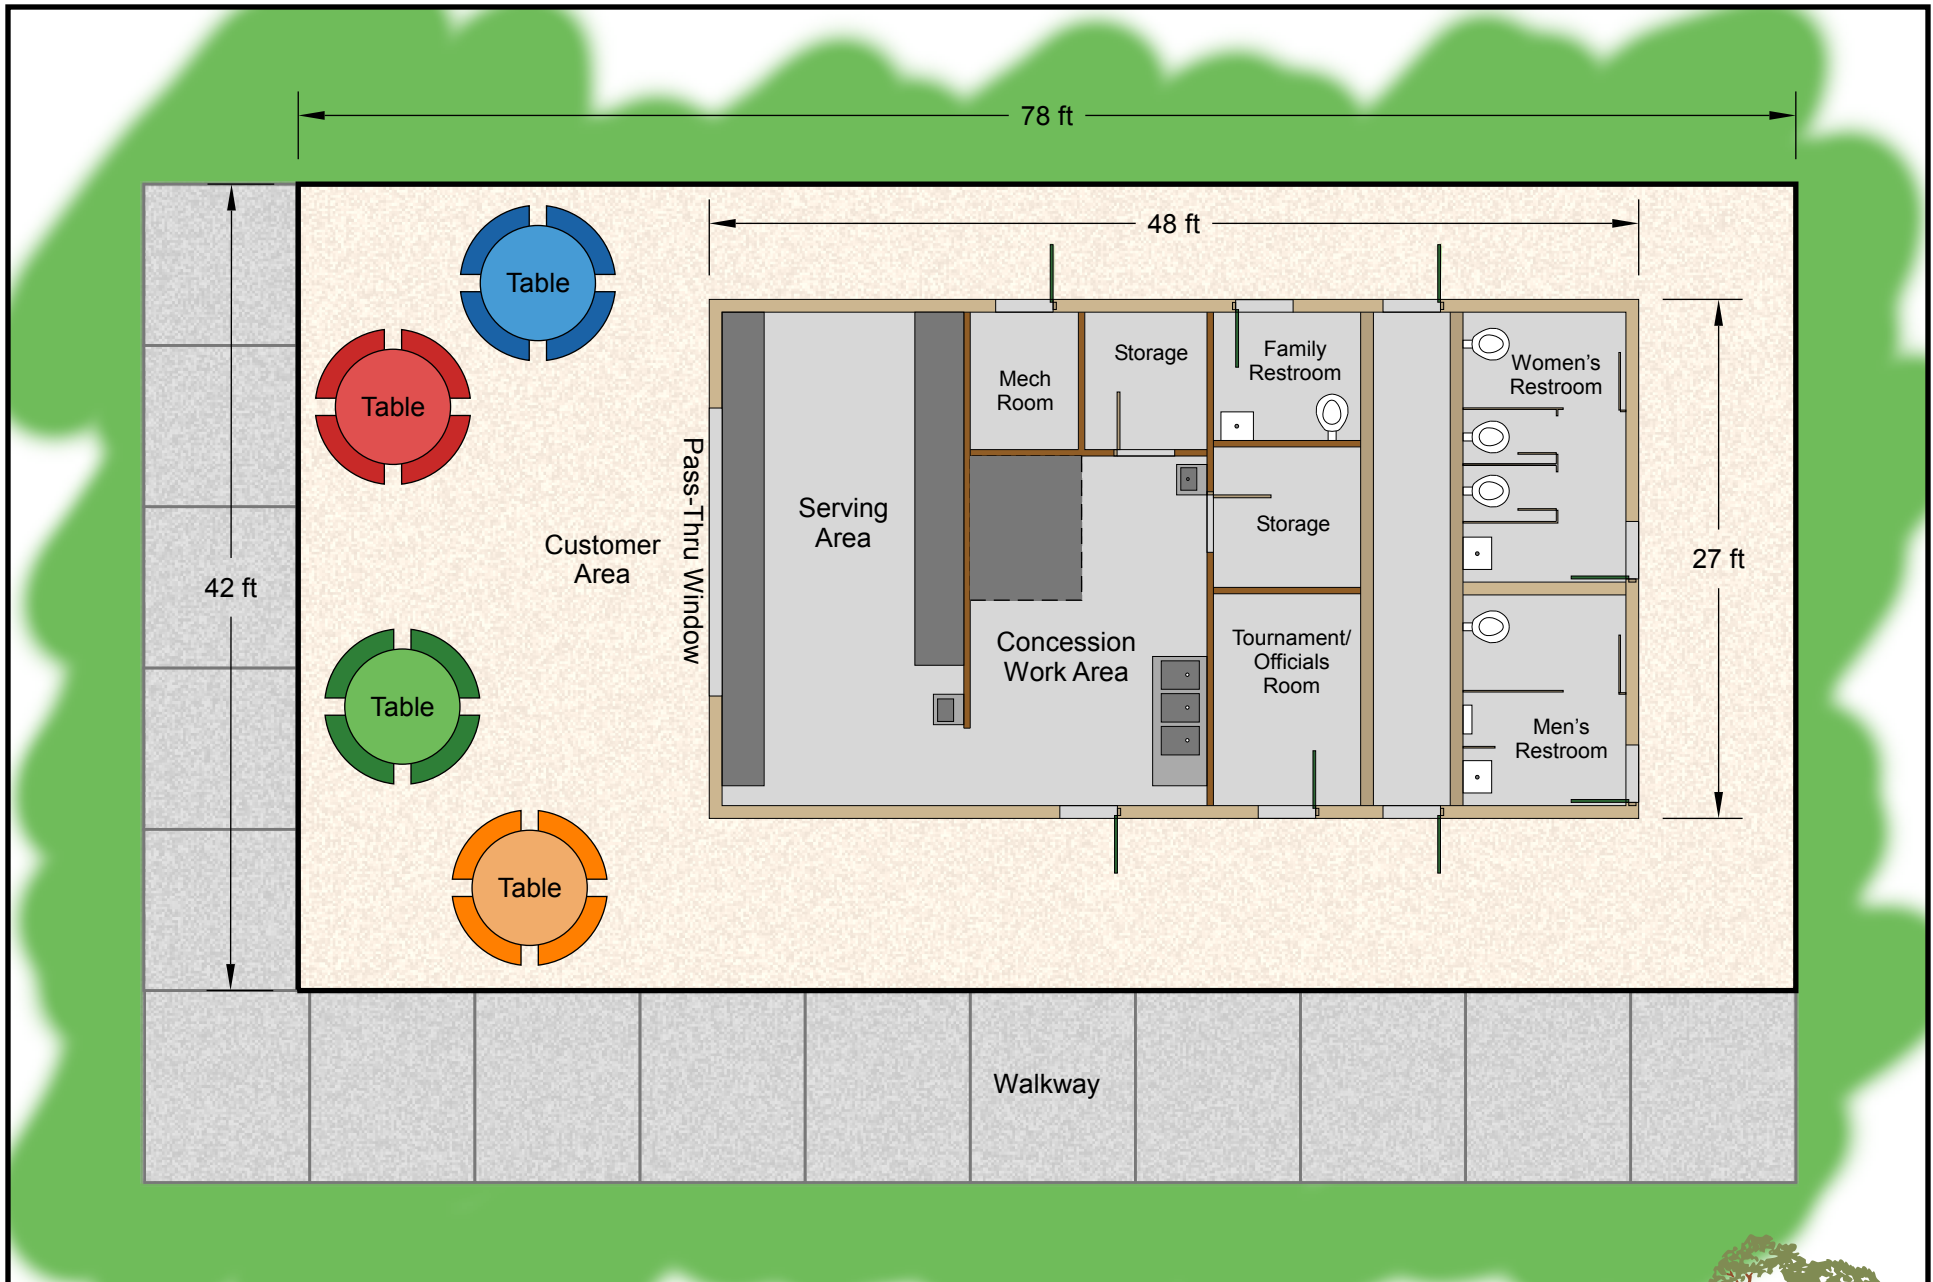 78 ft
48 ft
Table
Table
Storage
Family
Restroom
Women’s
Restroom
Mech
Room
Pass-Thru Window
Serving
Area
Storage
Customer
Area
27 ft
42 ft
Concession
Work Area
Tournament/
Officials
Room
Table
Men’s
Restroom
Table
Walkway